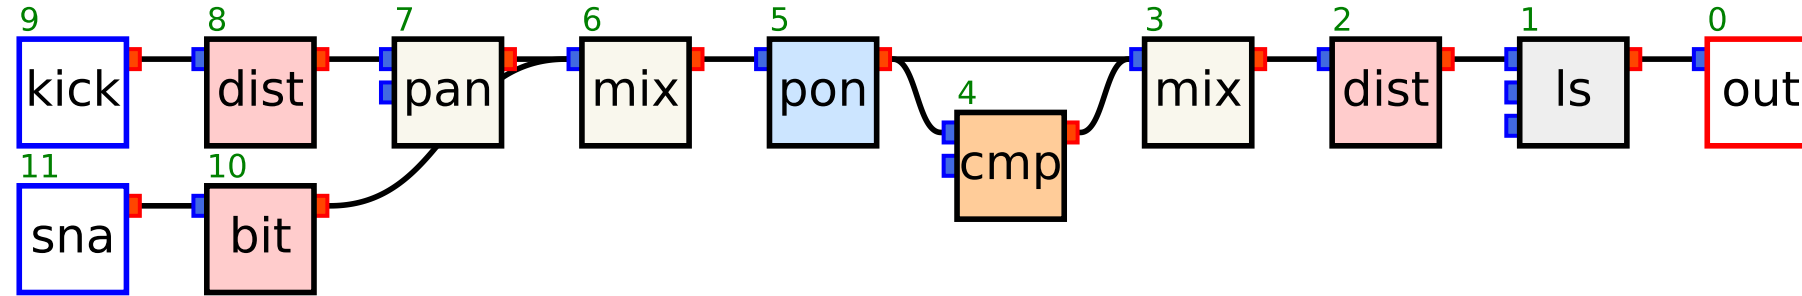 9 8 7 6 5 3 2 1 0
kick dist pan mix pon mix dist ls out
4
cmp
11 10
sna bit